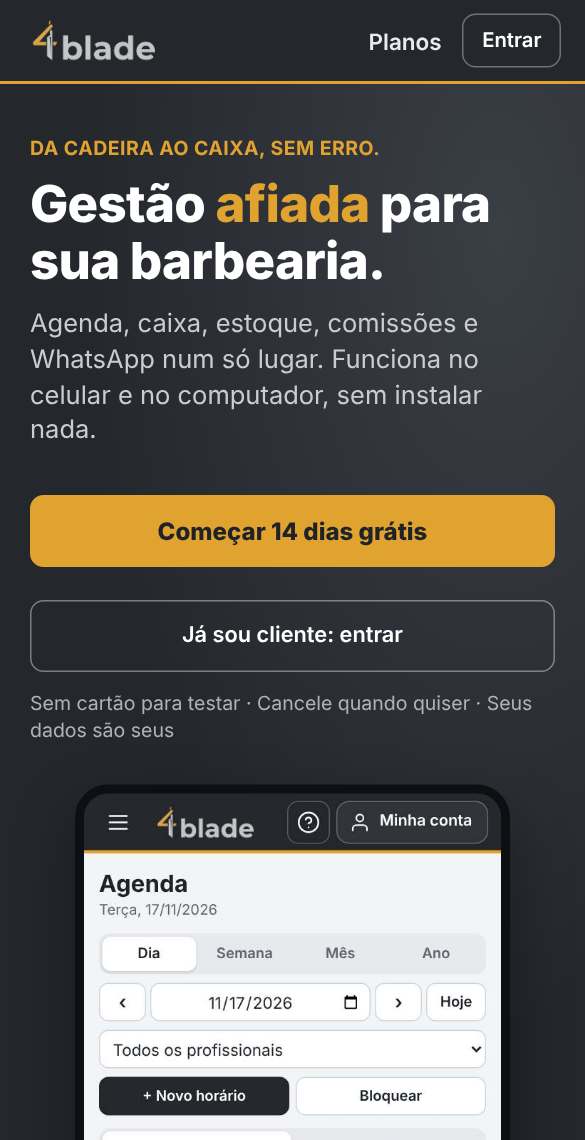 4blade
Planos
Entrar
DA CADEIRA AO CAIXA, SEM ERRO.
Gestão afiada para
sua barbearia.
Agenda, caixa, estoque, comissões e
WhatsApp num só lugar. Funciona no
celular e no computador, sem instalar
nada.
Começar 14 dias grátis
Já sou cliente: entrar
Sem cartão para testar · Cancele quando quiser · Seus
dados são seus
4blade
Minha conta
Agenda
Terça, 17/11/2026
Dia
Semana
Mês
Ano
‹
11/17/2026
›
Hoje
Todos os profissionais
+ Novo horário
Bloquear